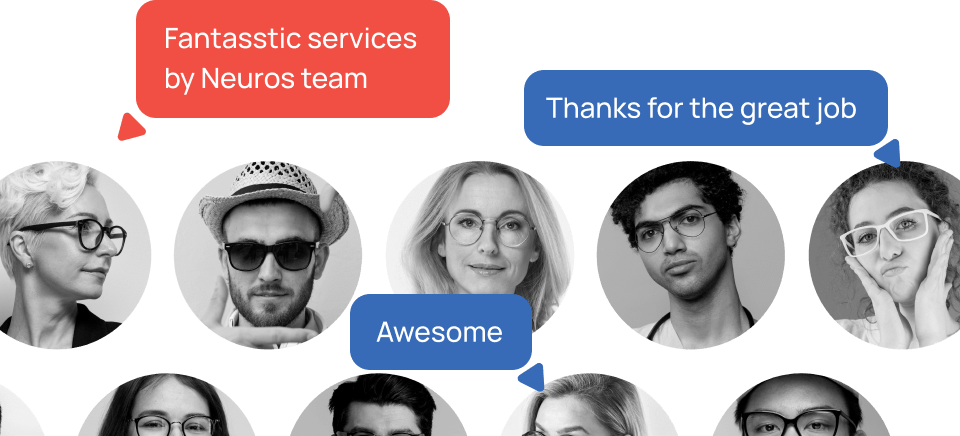 Fantasstic services
by Neuros team
Thanks for the great job
Awesome